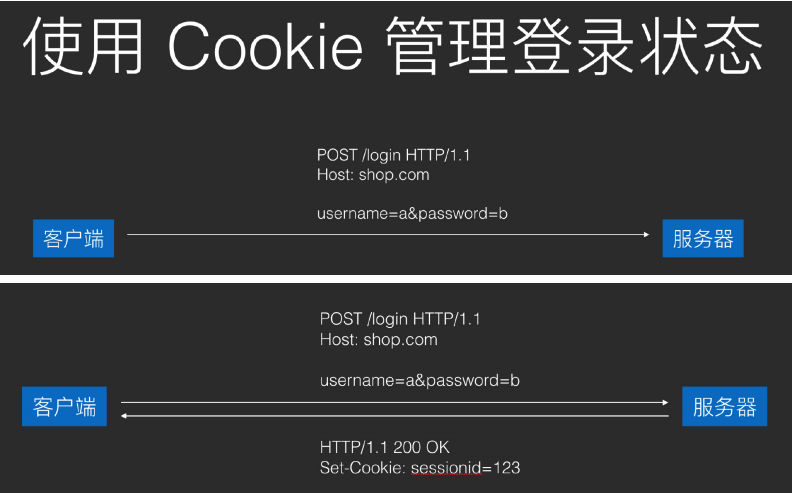 使用 Cookie 管理登录状态
POST /login HTTP/1.1
Host: shop.com
username=a&password=b
客户端
服务器
POST /login HTTP/1.1
Host: shop.com
username=a&password=b
客户端
服务器
HTTP/1.1 200 OK
Set-Cookie: sessionid=123